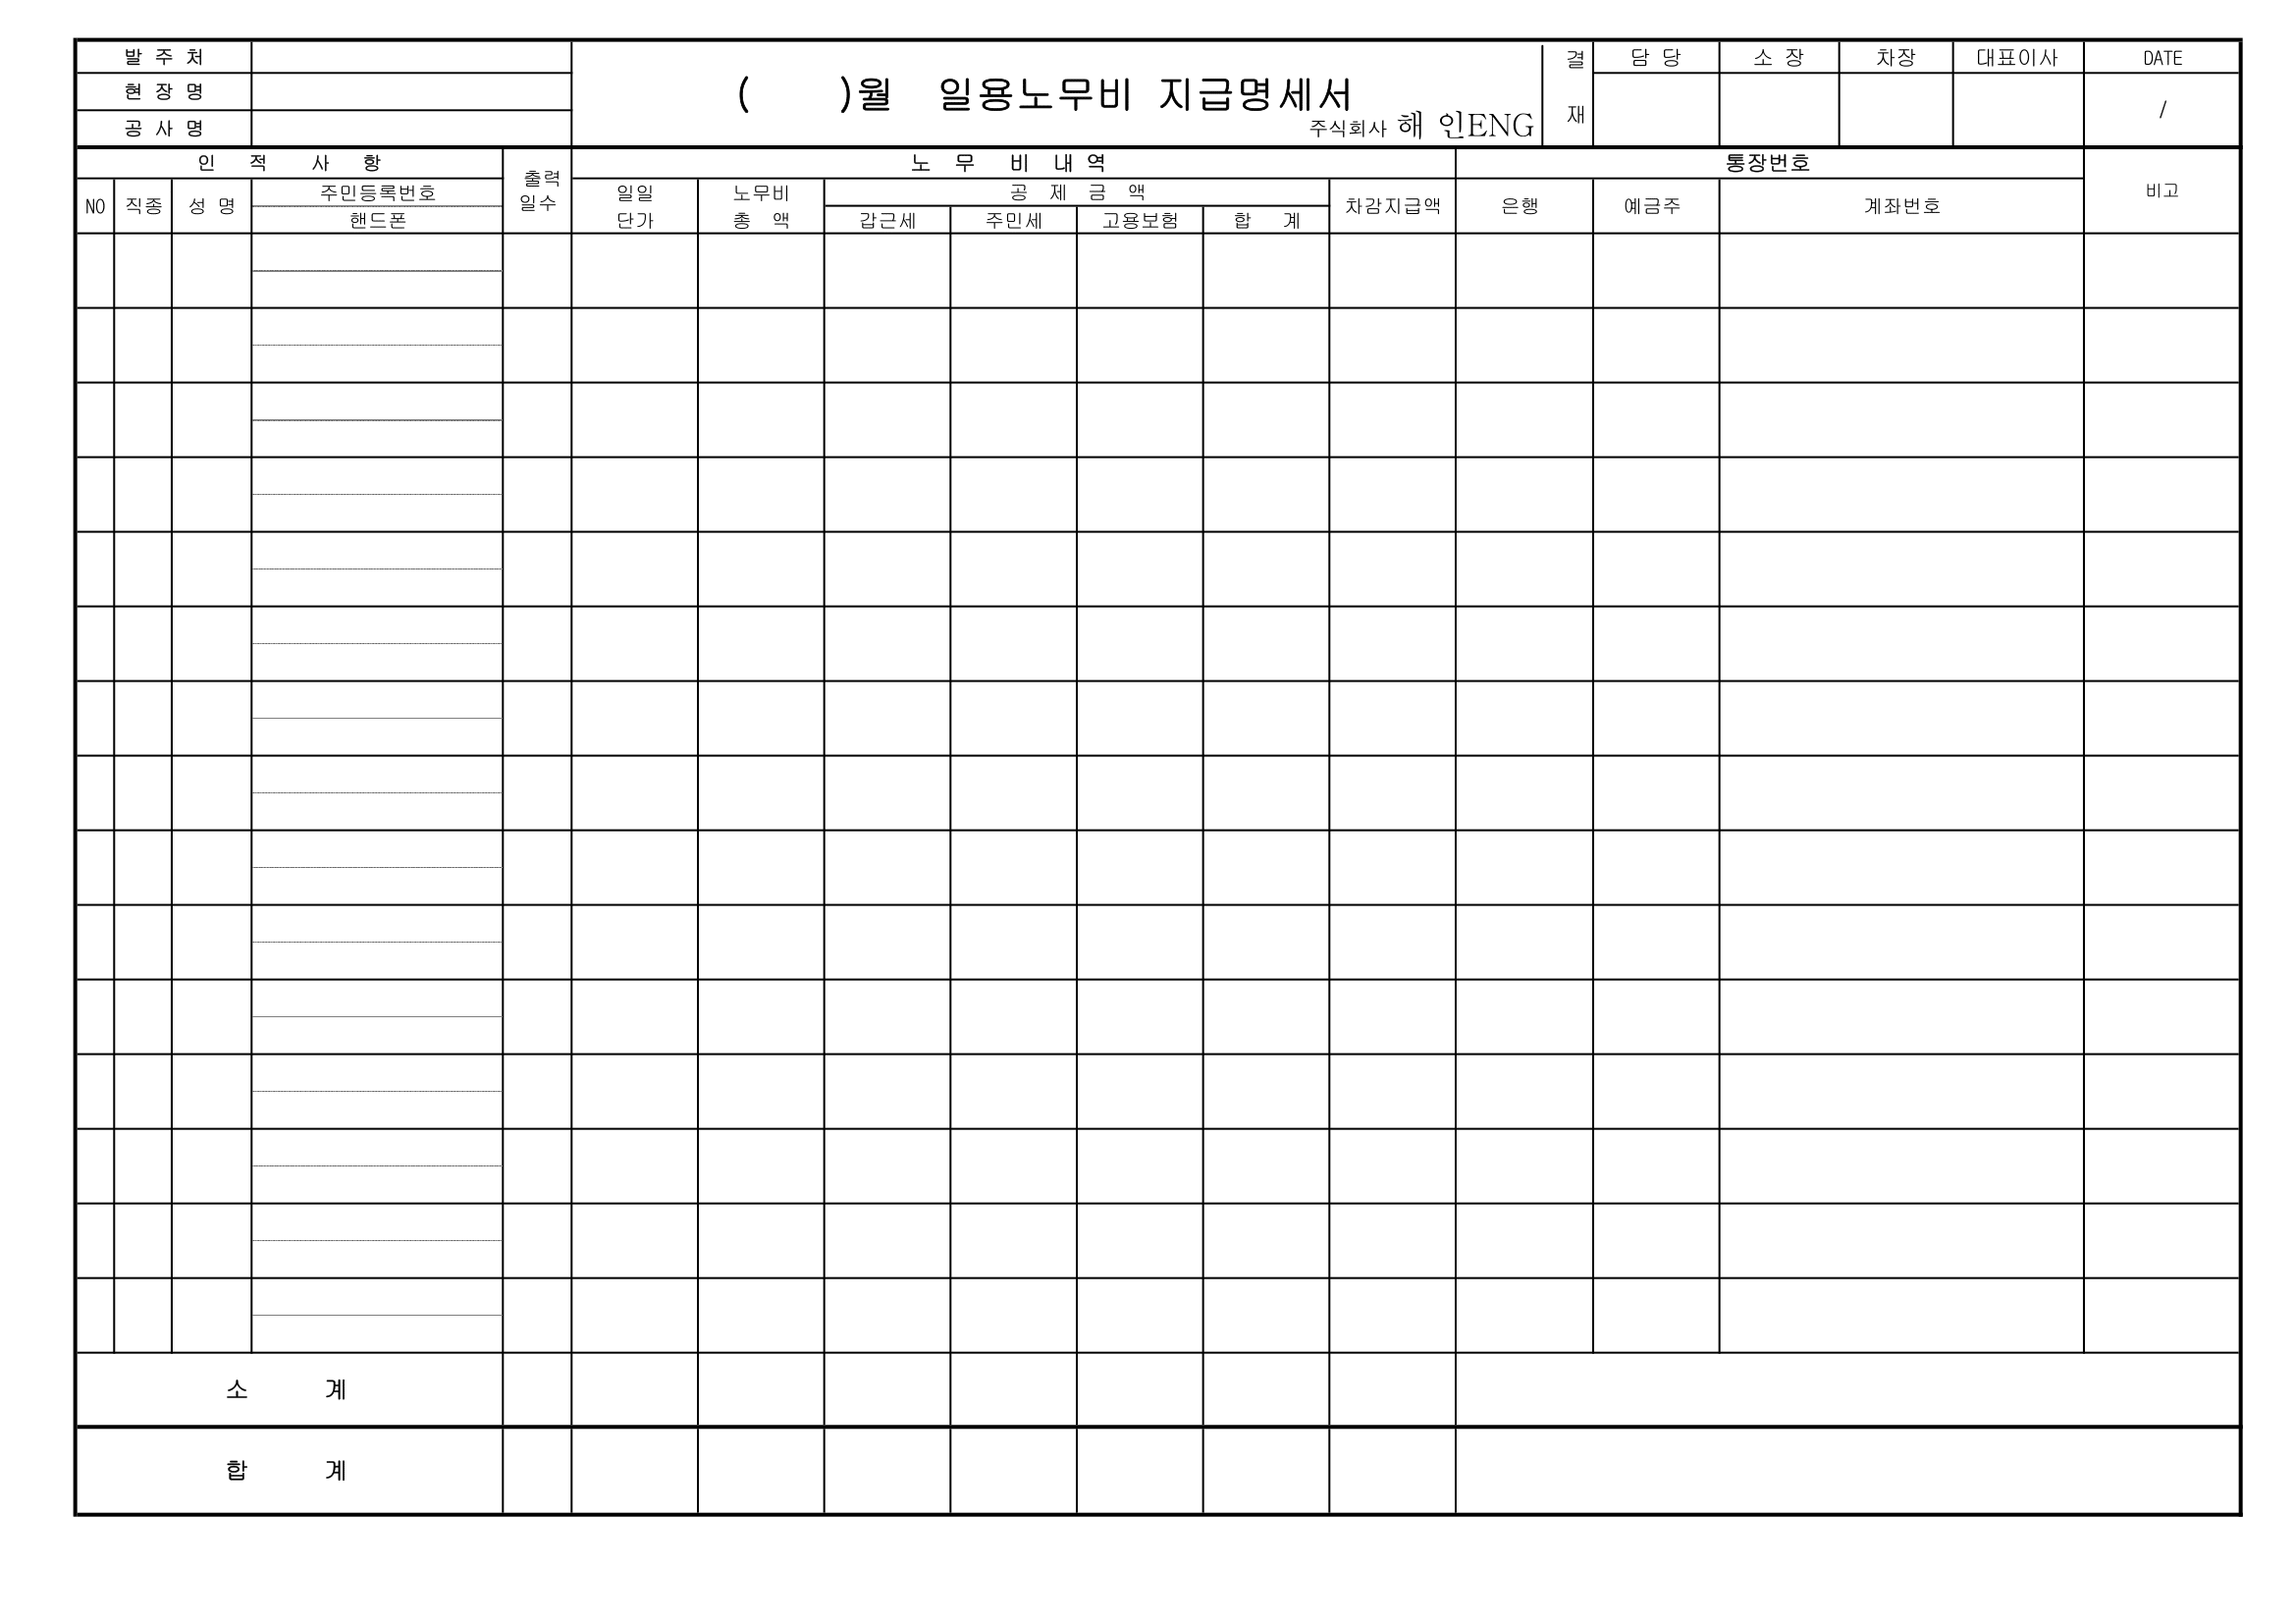 발 주 처
현 장 명
공 사 명
( )월 일용노무비 지급명세서
주식회사 해 인ENG
결 재
담 당 소 장 차장 대표이사 DATE
/
인 적 사 항
출력 일수
노 무 비 내 역
통장번호
비고
NO 직종 성 명
주민등록번호
핸드폰
일일 단가
노무비 총 액
공 제 금 액
갑근세 주민세 고용보험 합 계
차감지급액
은행 예금주 계좌번호
소 계
합 계